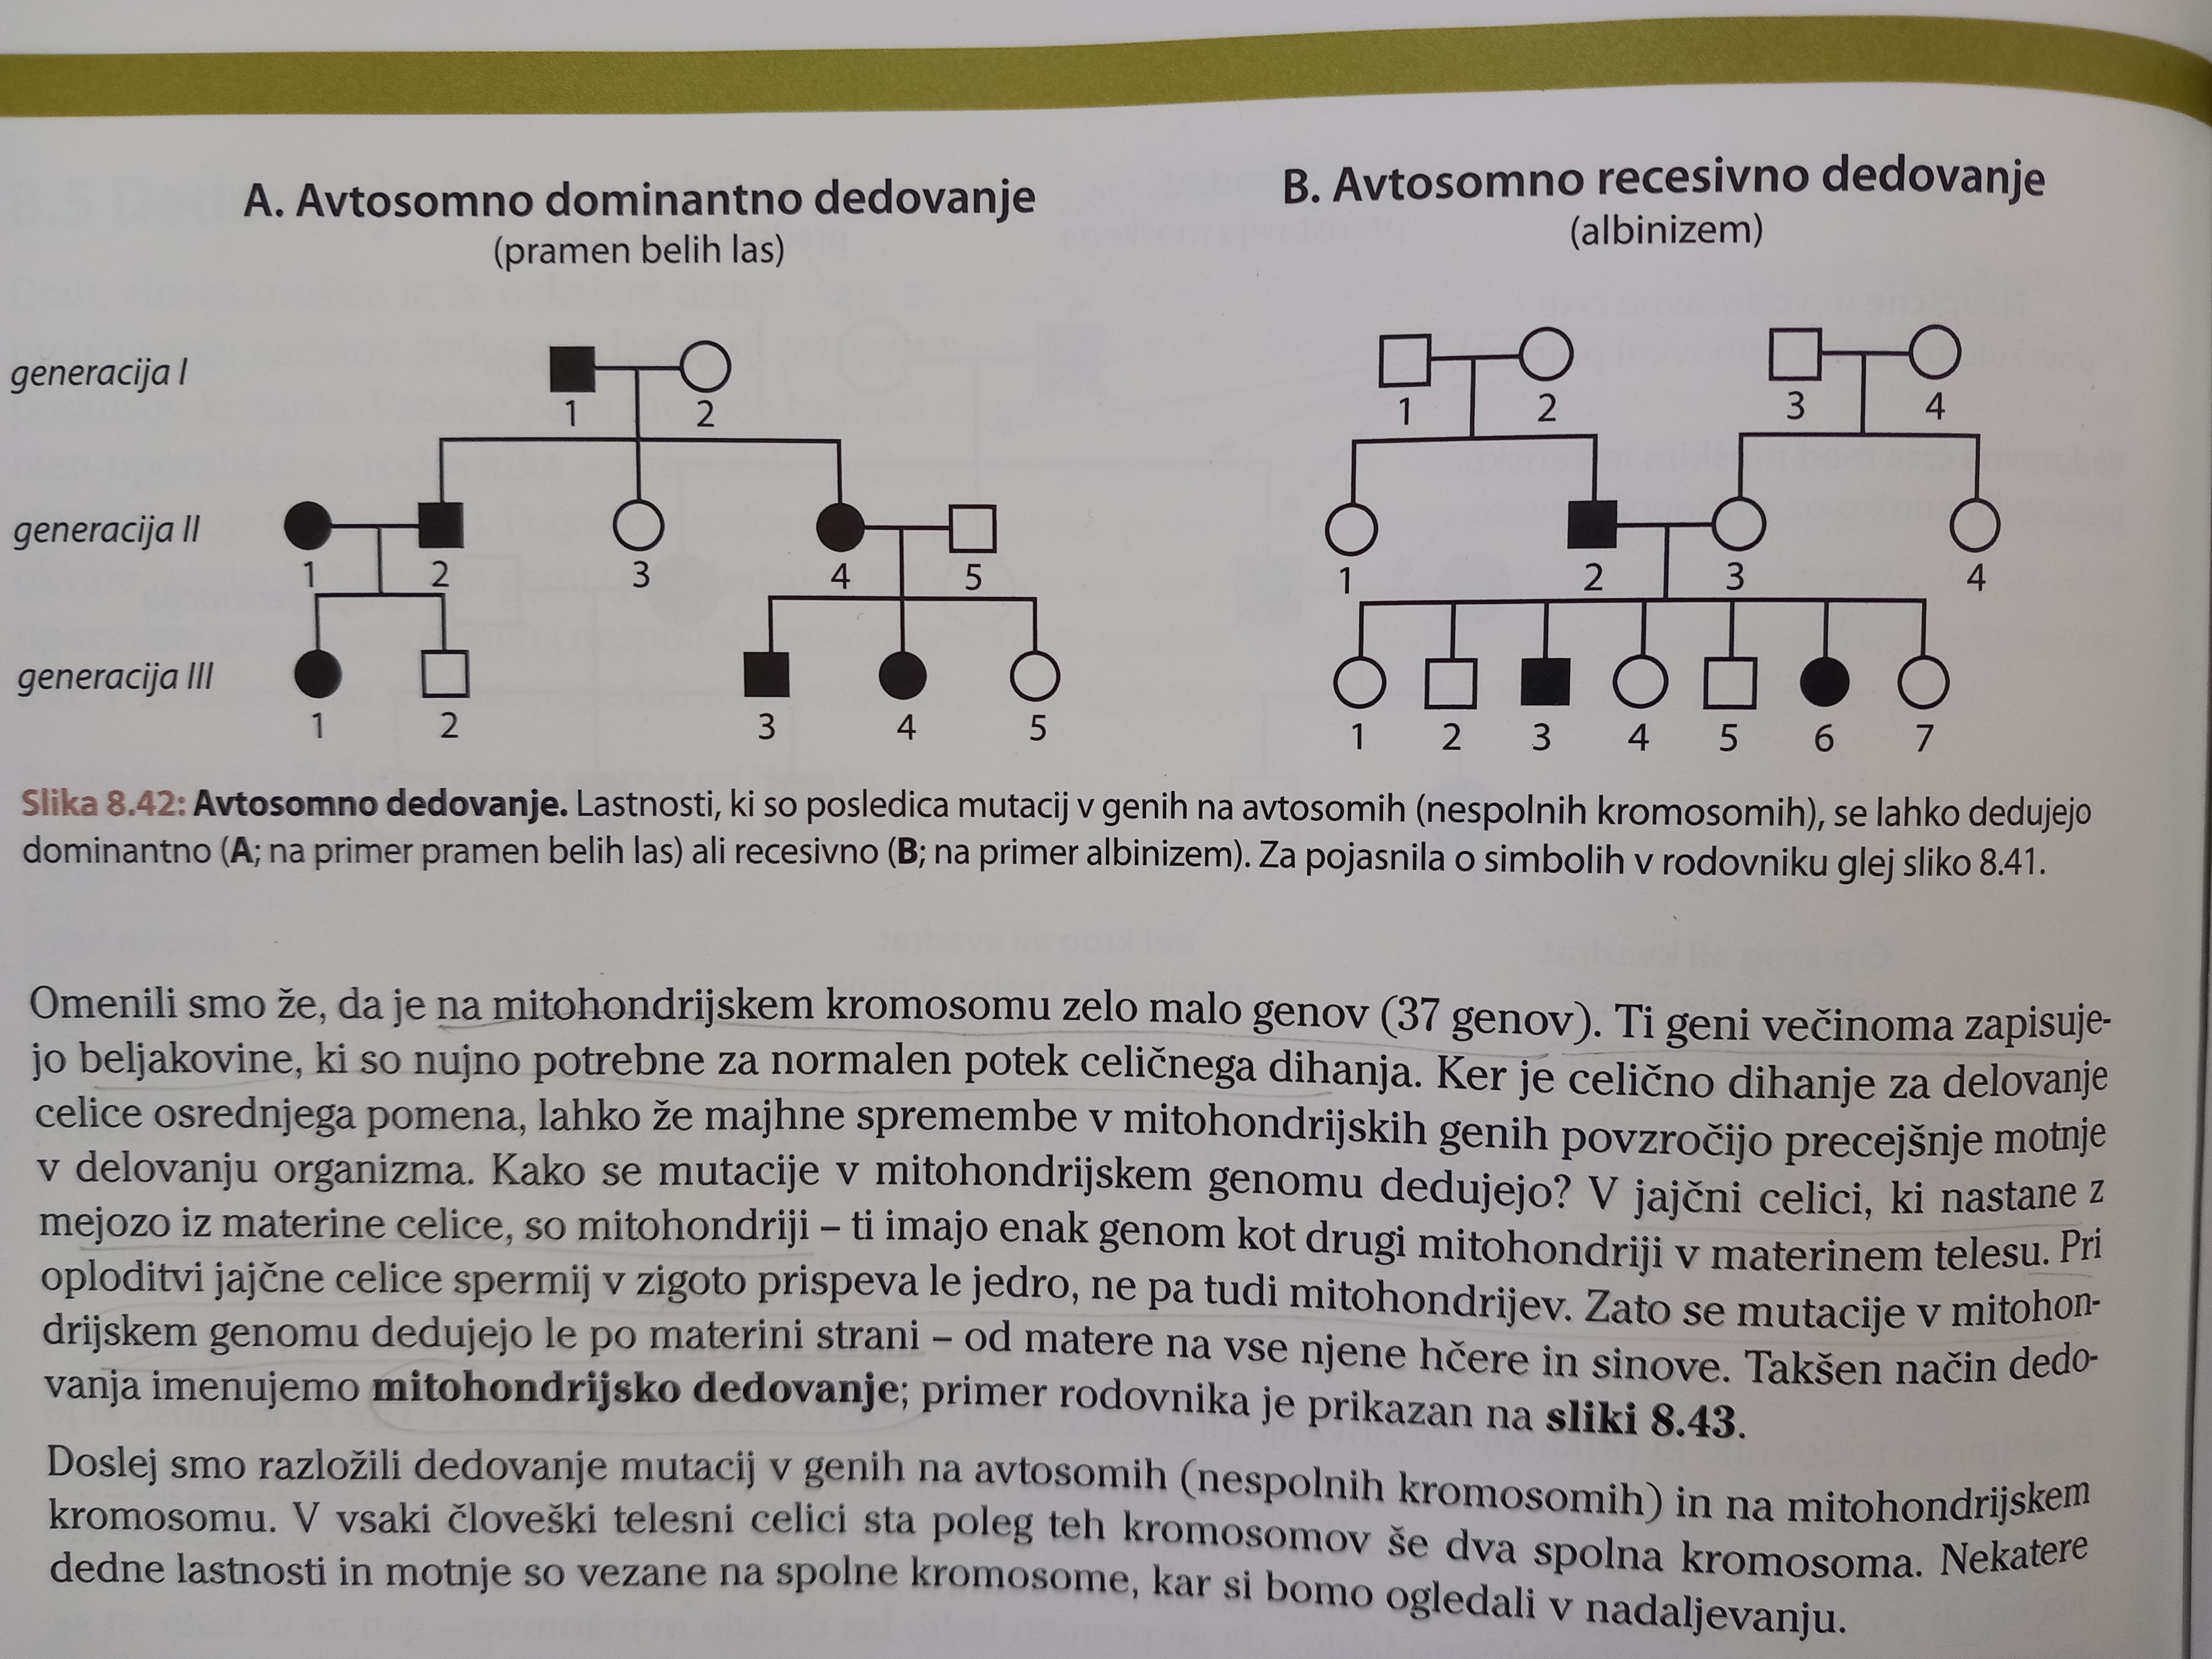 A. Avtosomno dominantno dedovanje
(pramen belih las)
generacija I
1 2
generacija II
1 2 3 4 5
generacija III
1 2 3 4 5
B. Avtosomno recesivno dedovanje
(albinizem)
1 2 3 4
1 2 3 4
1 2 3 4 5 6 7
Slika 8.42: Avtosomno dedovanje. Lastnosti, ki so posledica mutacij v genih na avtosomih (nespolnih kromosomih), se lahko dedujejo
dominantno (A; na primer pramen belih las) ali recesivno (B; na primer albinizem). Za pojasnila o simbolih v rodovniku glej sliko 8.41.
Omenili smo že, da je na mitohondrijskem kromosomu zelo malo genov (37 genov). Ti geni večinoma zapisuje-
jo beljakovine, ki so nujno potrebne za normalen potek celičnega dihanja. Ker je celično dihanje za delovanje
celice osrednjega pomena, lahko že majhne spremembe v mitohondrijskih genih povzročijo precejšnje motnje
v delovanju organizma. Kako se mutacije v mitohondrijskem genomu dedujejo? V jajčni celici, ki nastane z
mejozo iz materine celice, so mitohondriji – ti imajo enak genom kot drugi mitohondriji v materinem telesu. Pri
oploditvi jajčne celice spermij v zigoto prispeva le jedro, ne pa tudi mitohondrijev. Zato se mutacije v mitohon-
drijskem genomu dedujejo le po materini strani – od matere na vse njene hčere in sinove. Takšen način dedo-
vanja imenujemo mitohondrijsko dedovanje; primer rodovnika je prikazan na sliki 8.43.
Doslej smo razložili dedovanje mutacij v genih na avtosomih (nespolnih kromosomih) in na mitohondrijskem
kromosomu. V vsaki človeški telesni celici sta poleg teh kromosomov še dva spolna kromosoma. Nekatere
dedne lastnosti in motnje so vezane na spolne kromosome, kar si bomo ogledali v nadaljevanju.